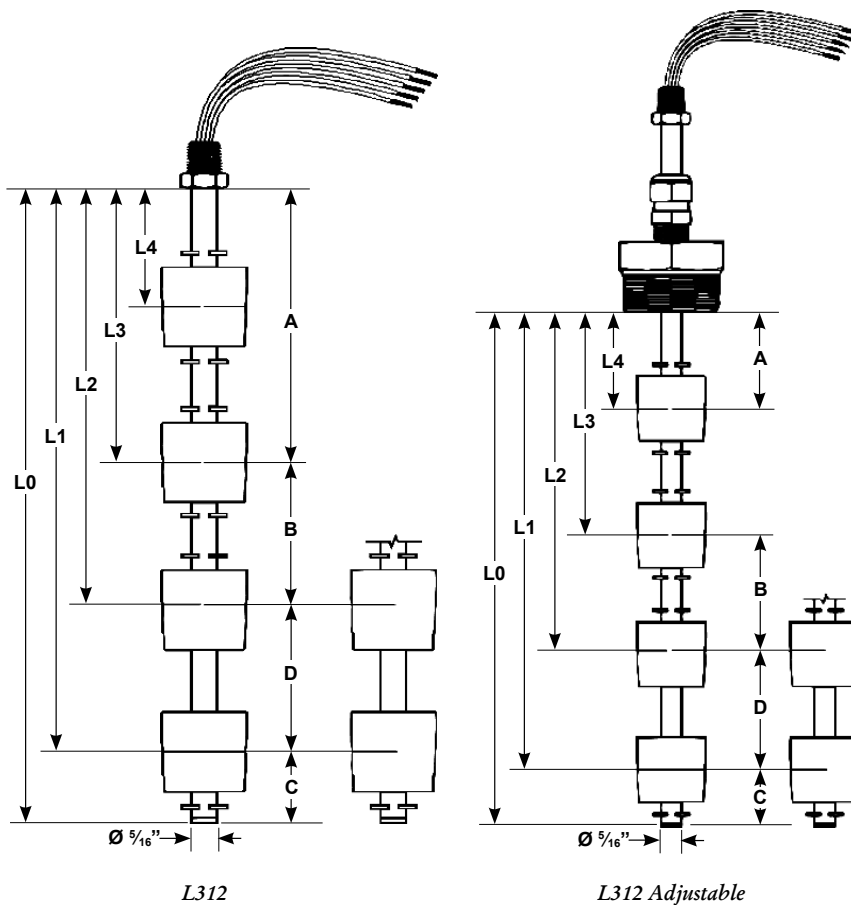 L4
A
L3
L2
L1
L0
B
D
C
Ø 5/16”
L312
L4
A
L3
L2
L1
L0
B
D
C
Ø 5/16”
L312 Adjustable